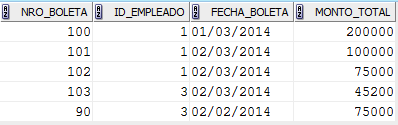 NRO_BOLETA ID_EMPLEADO FECHA_BOLETA MONTO_TOTAL
100 1 01/03/2014 200000
101 1 02/03/2014 100000
102 1 02/03/2014 75000
103 3 02/03/2014 45200
90 3 02/02/2014 75000